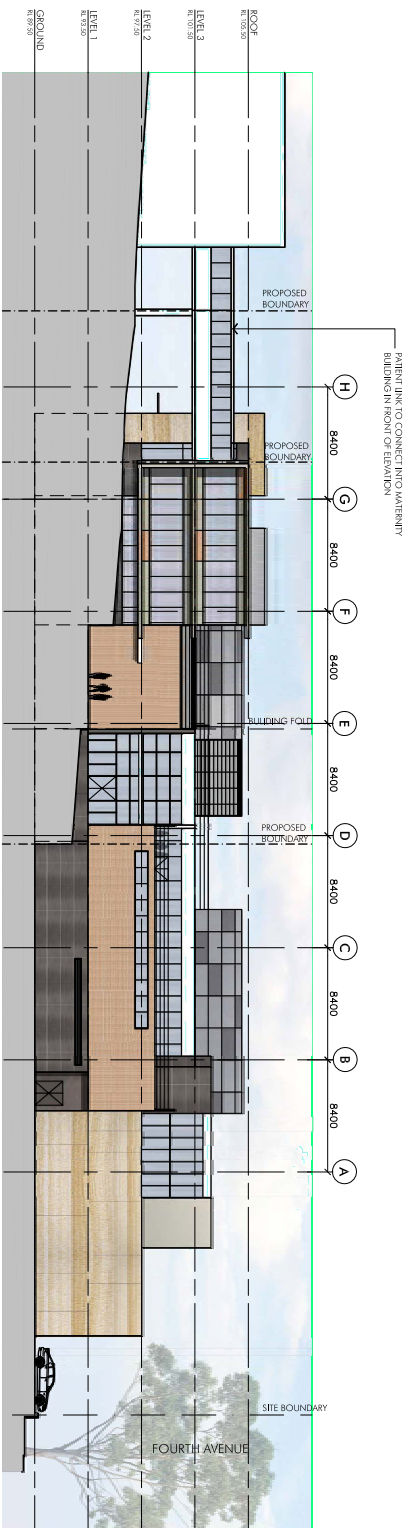 ROOF
RL 105.50
LEVEL 3
RL 101.50
LEVEL 2
RL 97.50
LEVEL 1
RL 93.50
GROUND
RL 89.50
PATIENT LINK TO CONNECT INTO MATERNITY
BUILDING IN FRONT OF ELEVATION
H
8400
G
8400
F
8400
E
8400
D
8400
C
8400
B
8400
A
PROPOSED
BOUNDARY
PROPOSED
BOUNDARY
BUILDING FOLD
PROPOSED
BOUNDARY
SITE BOUNDARY
FOURTH AVENUE